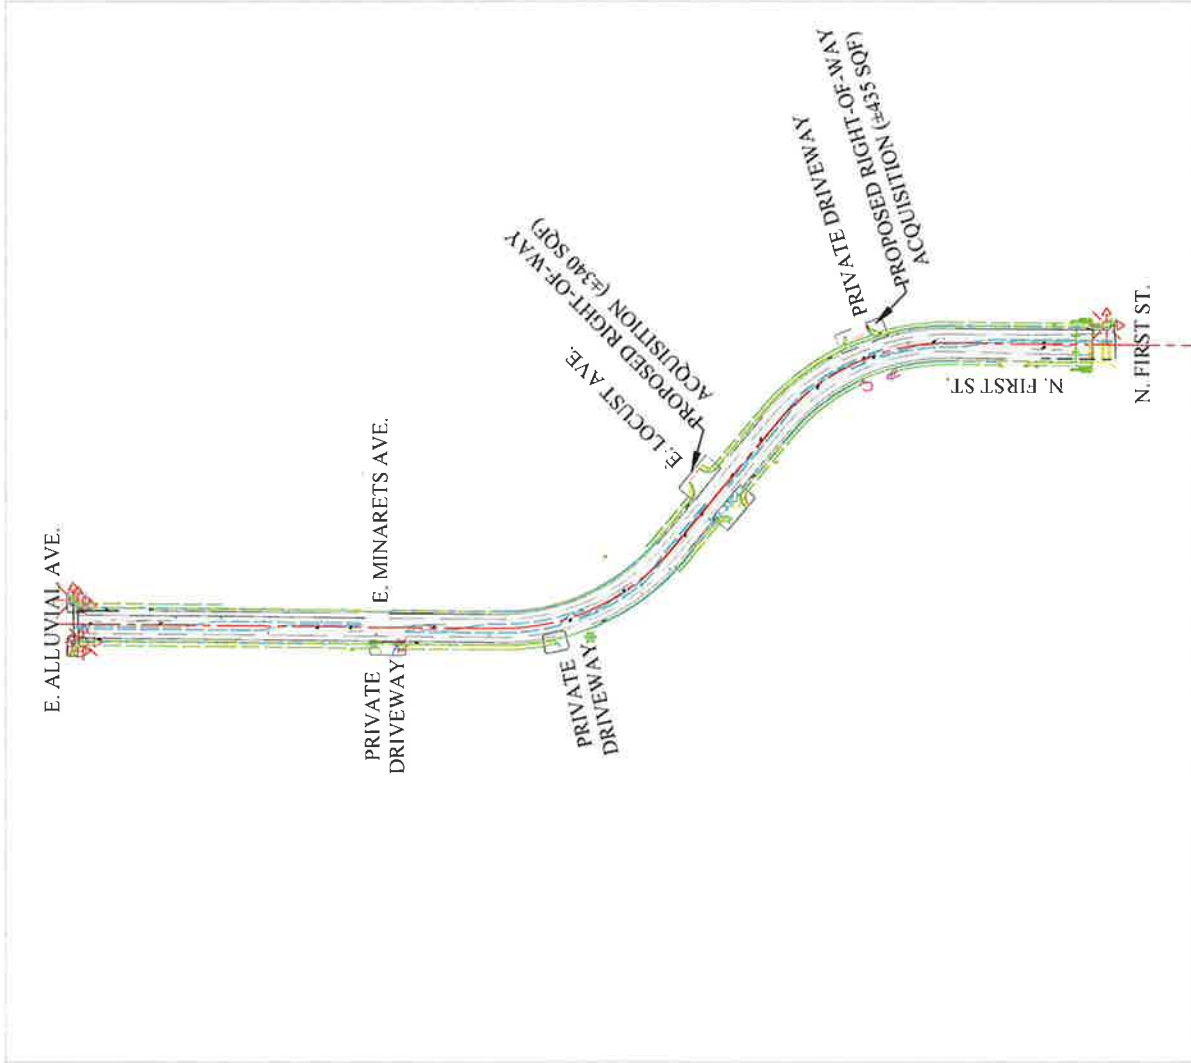 E. ALLUVIAL AVE.
E. MINARETS AVE.
PRIVATE
DRIVEWAY
PRIVATE
DRIVEWAY
E. LOCUST AVE.
PROPOSED RIGHT-OF-WAY
ACQUISITION (±340 SQF)
PRIVATE DRIVEWAY
PROPOSED RIGHT-OF-WAY
ACQUISITION (±435 SQF)
N. FIRST ST.
N. FIRST ST.